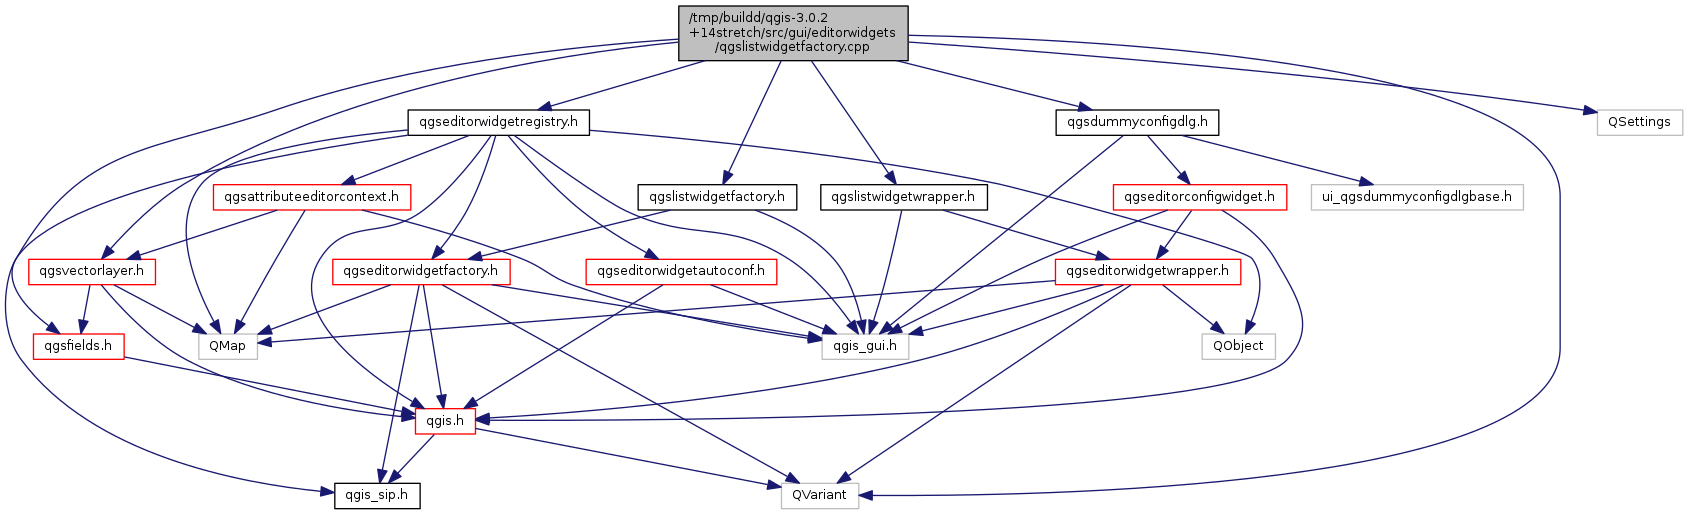 /tmp/buildd/qgis-3.0.2
+14stretch/src/gui/editorwidgets
/qgslistwidgetfactory.cpp
qgseditorwidgetregistry.h
qgsdummyconfigdlg.h
QSettings
qgsattributeeditorcontext.h
qgslistwidgetfactory.h
qgslistwidgetwrapper.h
qgseditorconfigwidget.h
ui_qgsdummyconfigdlgbase.h
qgsvectorlayer.h
qgseditorwidgetfactory.h
qgseditorwidgetautoconf.h
qgseditorwidgetwrapper.h
qgsfields.h
QMap
qgis_gui.h
QObject
qgis.h
qgis_sip.h
QVariant